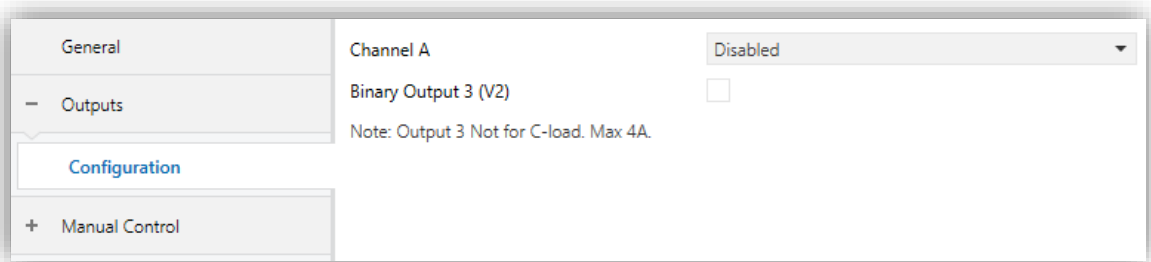 General
Outputs
Configuration
Manual Control
Channel A
Disabled
Binary Output 3 (V2)
Note: Output 3 Not for C-load. Max 4A.